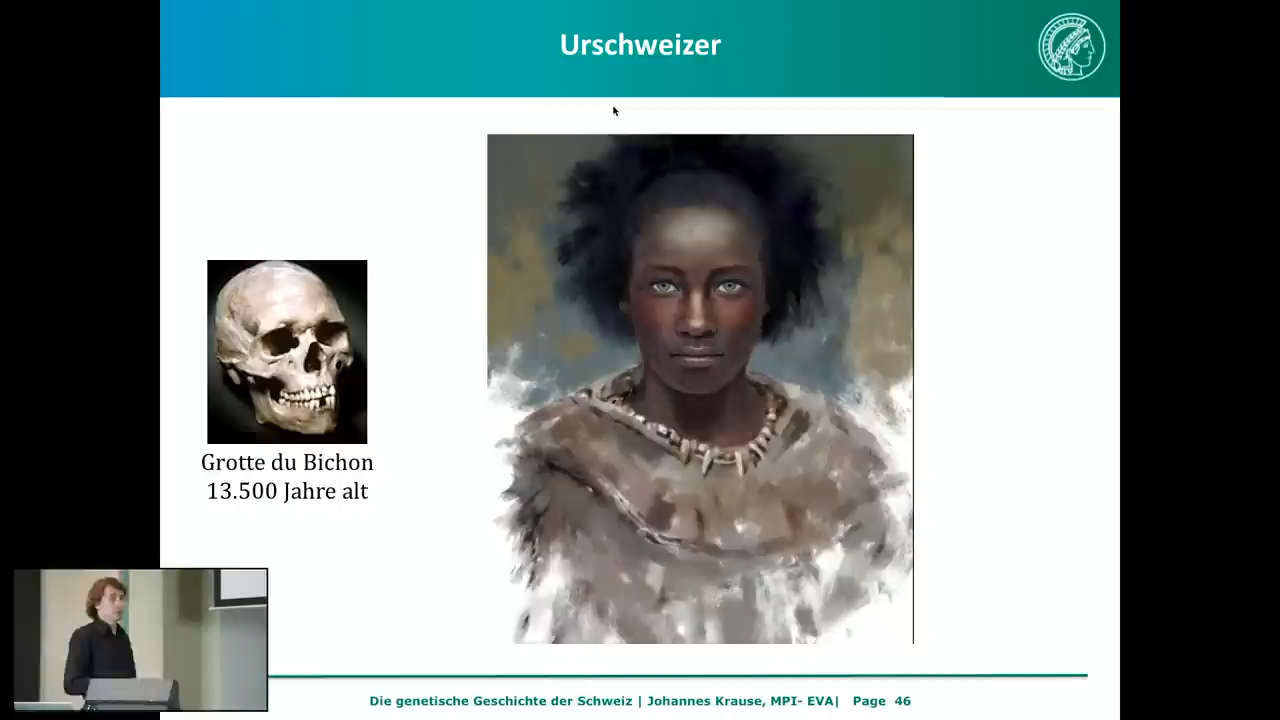 Urschweizer
Grotte du Bichon
13.500 Jahre alt
Die genetische Geschichte der Schweiz | Johannes Krause, MPI- EVA| Page 46